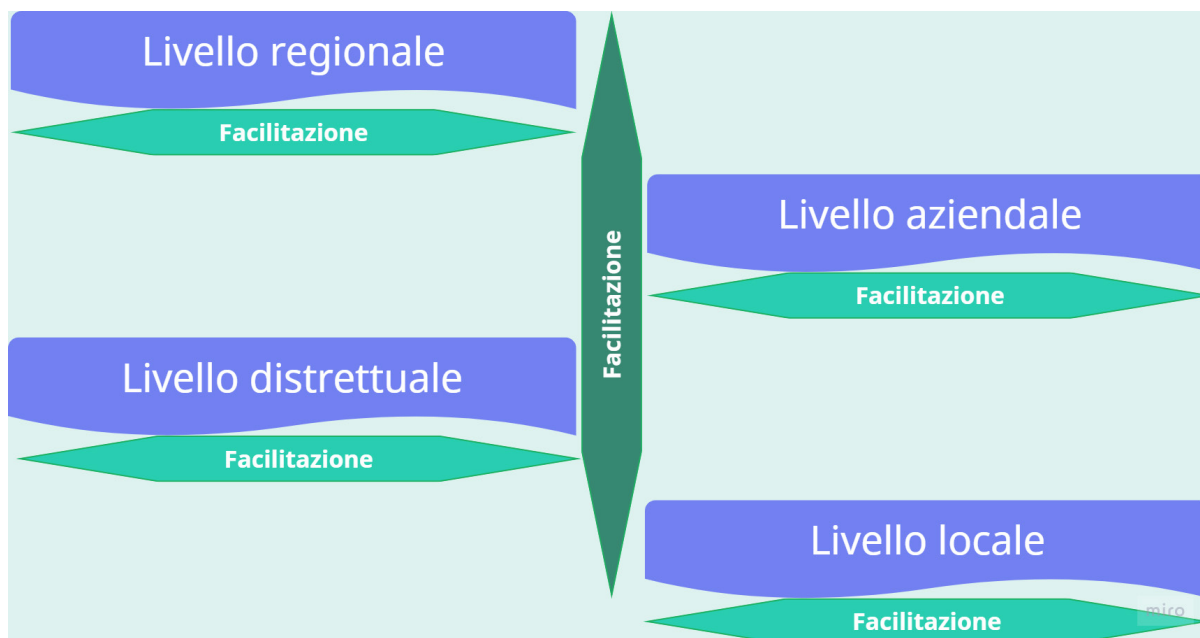 Livello regionale
Facilitazione
Livello aziendale
Facilitazione
Facilitazione
Livello distrettuale
Facilitazione
Livello locale
Facilitazione
miro